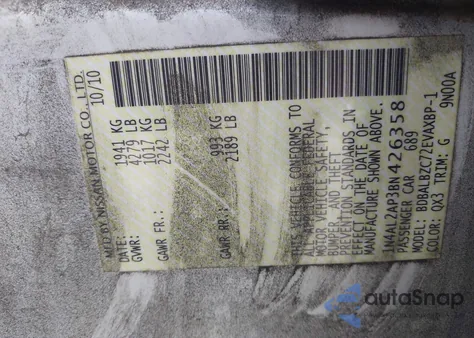 MFD BY NISSAN MOTOR CO., LTD.
10/10
1941 KG
GVWR: 4279 LB
1017 KG
GAWR FR.: 2242 LB
993 KG
GAWR RR.: 2189 LB
THIS VEHICLE CONFORMS TO
ALL APPLICABLE FEDERAL
MOTOR VEHICLE SAFETY,
BUMPER, AND THEFT
PREVENTION STANDARDS IN
EFFECT ON THE DATE OF
MANUFACTURE SHOWN ABOVE.
1N4AL2AP3BN426358
PASSENGER CAR 689
MODEL: BDBALBZC72EVAXBP-1
COLOR: QX3 TRIM: G 9N00A
autoSnap